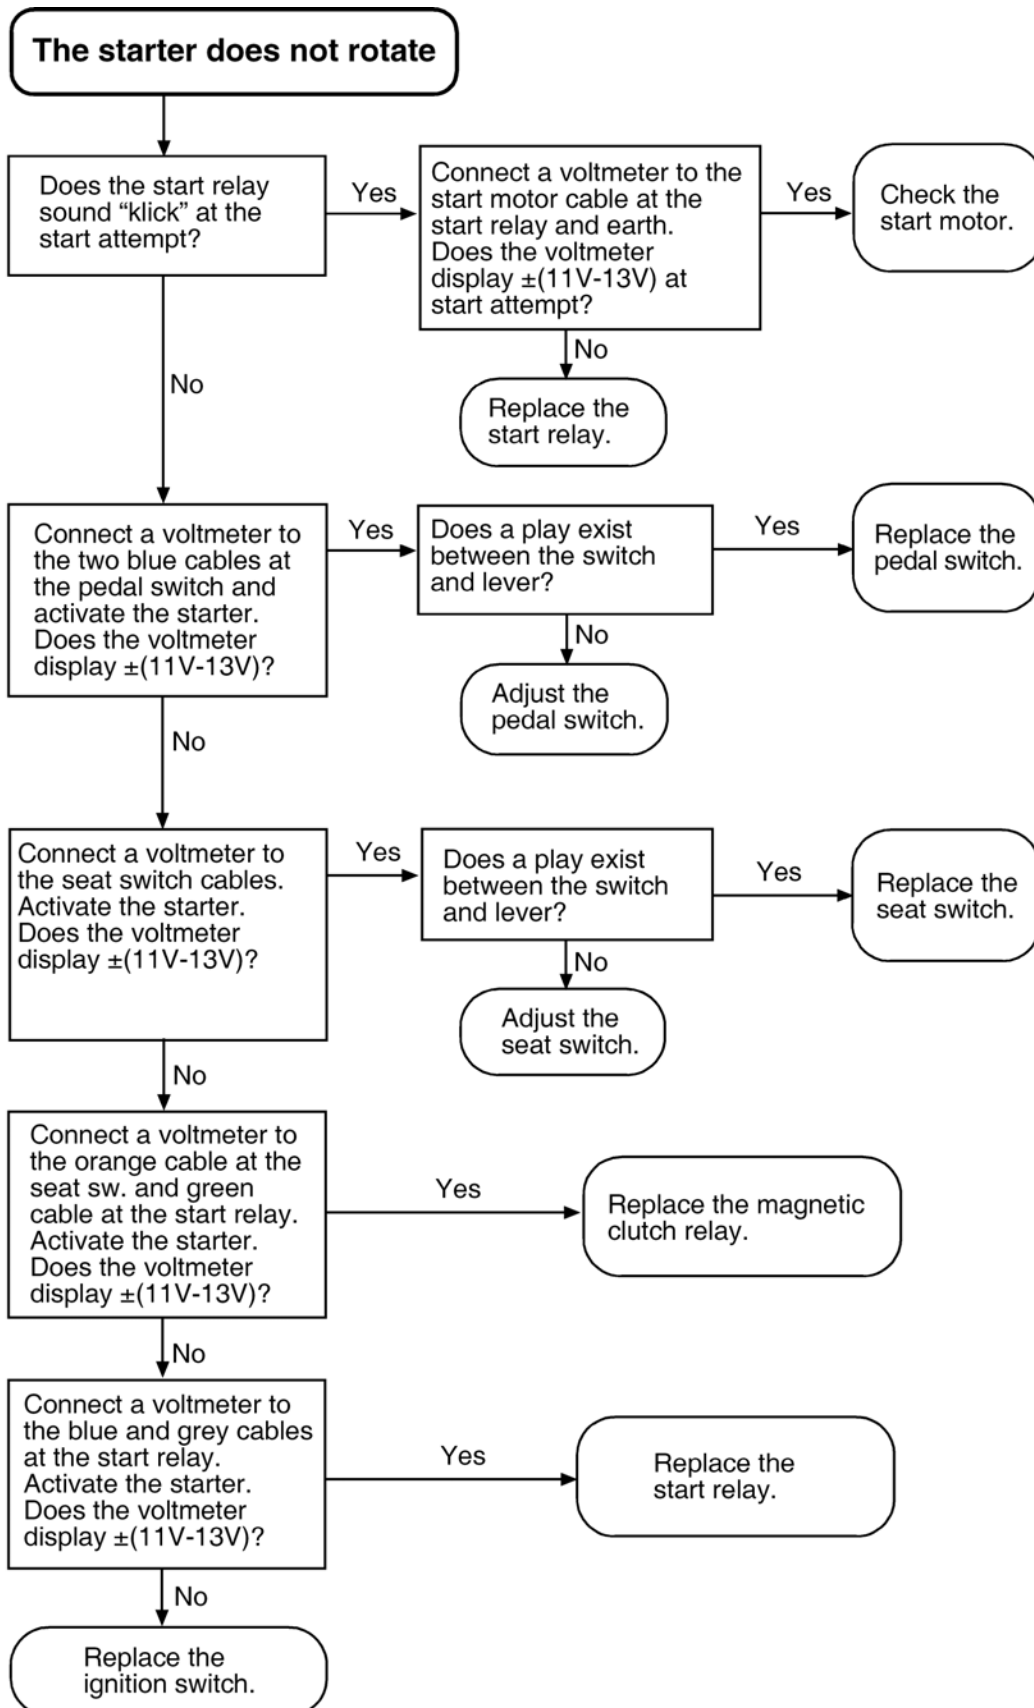 The starter does not rotate
Does the start relay
sound “klick” at the
start attempt?
Yes
Connect a voltmeter to the
start motor cable at the
start relay and earth.
Does the voltmeter
display ±(11V-13V) at
start attempt?
Yes
Check the
start motor.
No
Replace the
start relay.
No
Connect a voltmeter to
the two blue cables at
the pedal switch and
activate the starter.
Does the voltmeter
display ±(11V-13V)?
Yes
Does a play exist
between the switch
and lever?
Yes
Replace the
pedal switch.
No
Adjust the
pedal switch.
No
Connect a voltmeter to
the seat switch cables.
Activate the starter.
Does the voltmeter
display ±(11V-13V)?
Yes
Does a play exist
between the switch
and lever?
Yes
Replace the
seat switch.
No
Adjust the
seat switch.
No
Connect a voltmeter to
the orange cable at the
seat sw. and green
cable at the start relay.
Activate the starter.
Does the voltmeter
display ±(11V-13V)?
Yes
Replace the magnetic
clutch relay.
No
Connect a voltmeter to
the blue and grey cables
at the start relay.
Activate the starter.
Does the voltmeter
display ±(11V-13V)?
Yes
Replace the
start relay.
No
Replace the
ignition switch.